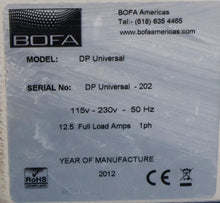 BOFA
BOFA Americas
Tel:- (618) 635 4465
www.bofaamericas.com
MODEL: DP Universal
SERIAL No: DP Universal - 202
115v - 230v - 50 Hz
12.5 Full Load Amps 1ph
YEAR OF MANUFACTURE
2012
RoHS
COMPLIANT
CE